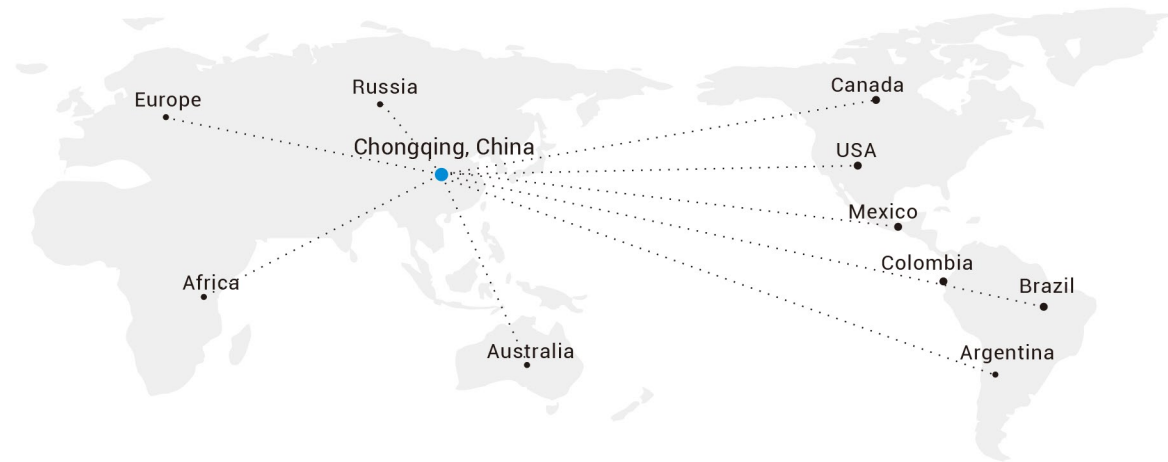 Russia
Canada
Europe
Chongqing, China
USA
Mexico
Colombia
Africa
Brazil
Australia
Argentina